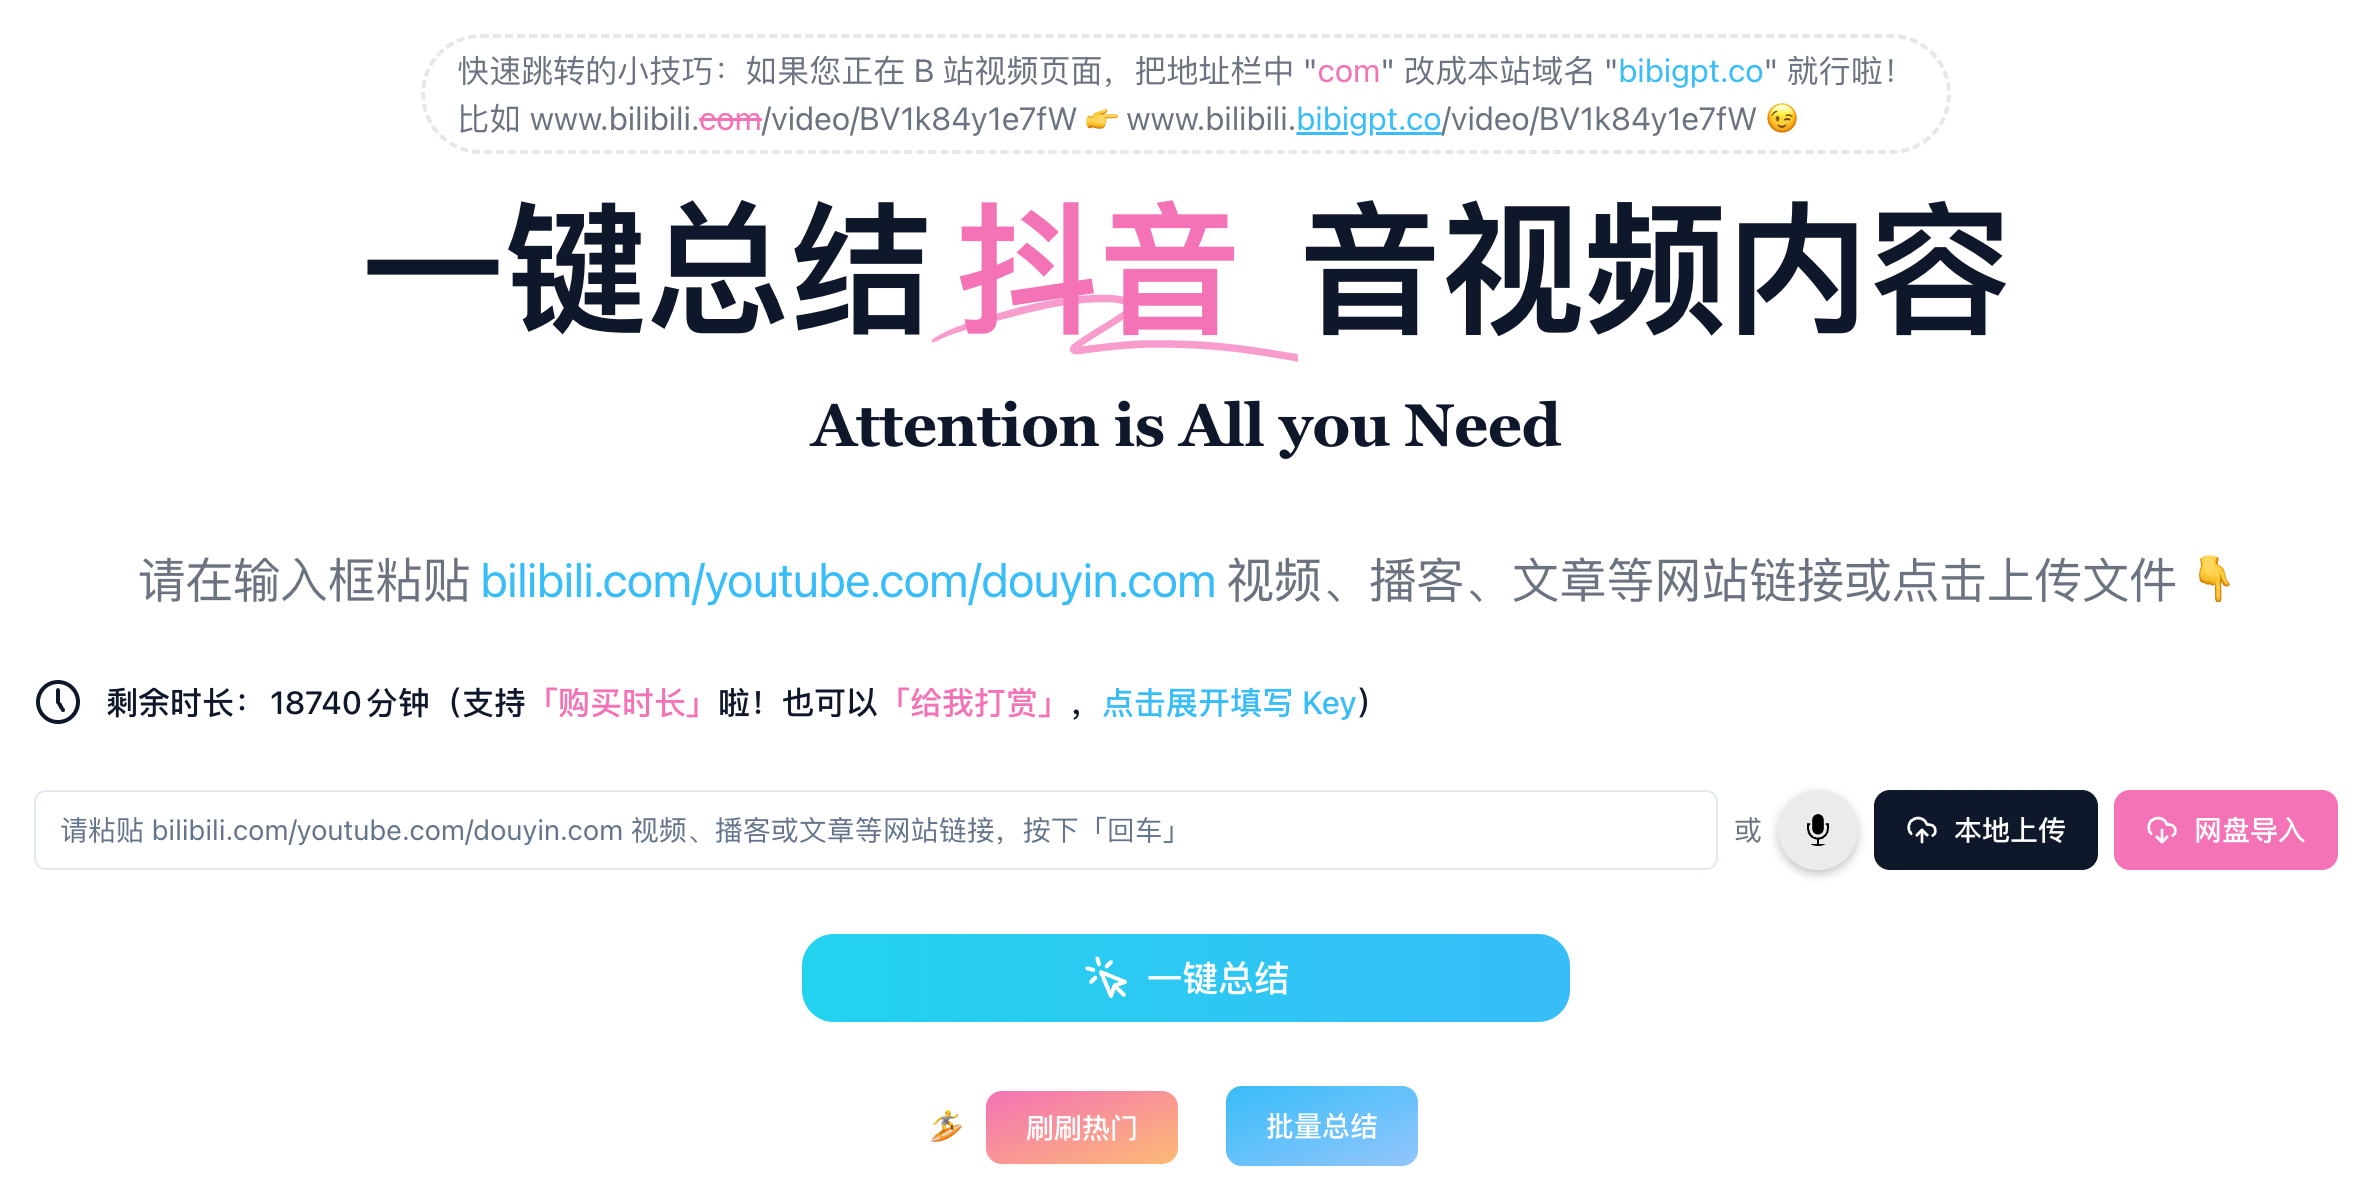 快速跳转的小技巧：如果您正在 B 站视频页面，把地址栏中 "com" 改成本站域名 "bibigpt.co" 就行啦！
比如 www.bilibili.com/video/BV1k84y1e7fW 👉 www.bilibili.bibigpt.co/video/BV1k84y1e7fW 😉
一键总结 抖音 音视频内容
Attention is All you Need
请在输入框粘贴 bilibili.com/youtube.com/douyin.com 视频、播客、文章等网站链接或点击上传文件 👇
剩余时长：18740 分钟（支持「购买时长」啦！也可以「给我打赏」，点击展开填写 Key）
请粘贴 bilibili.com/youtube.com/douyin.com 视频、播客或文章等网站链接，按下「回车」 或 本地上传 网盘导入
一键总结
🏄 刷刷热门 批量总结